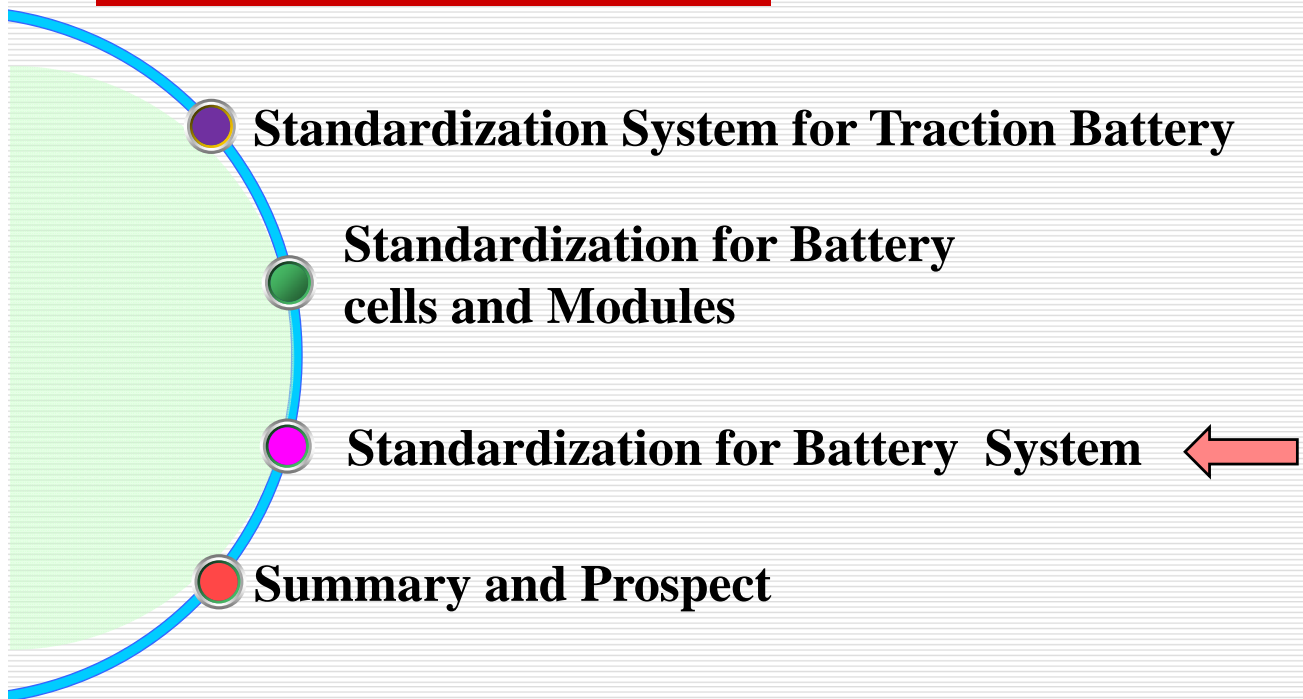 Standardization System for Traction Battery
Standardization for Battery
cells and Modules
Standardization for Battery  System
Summary and Prospect